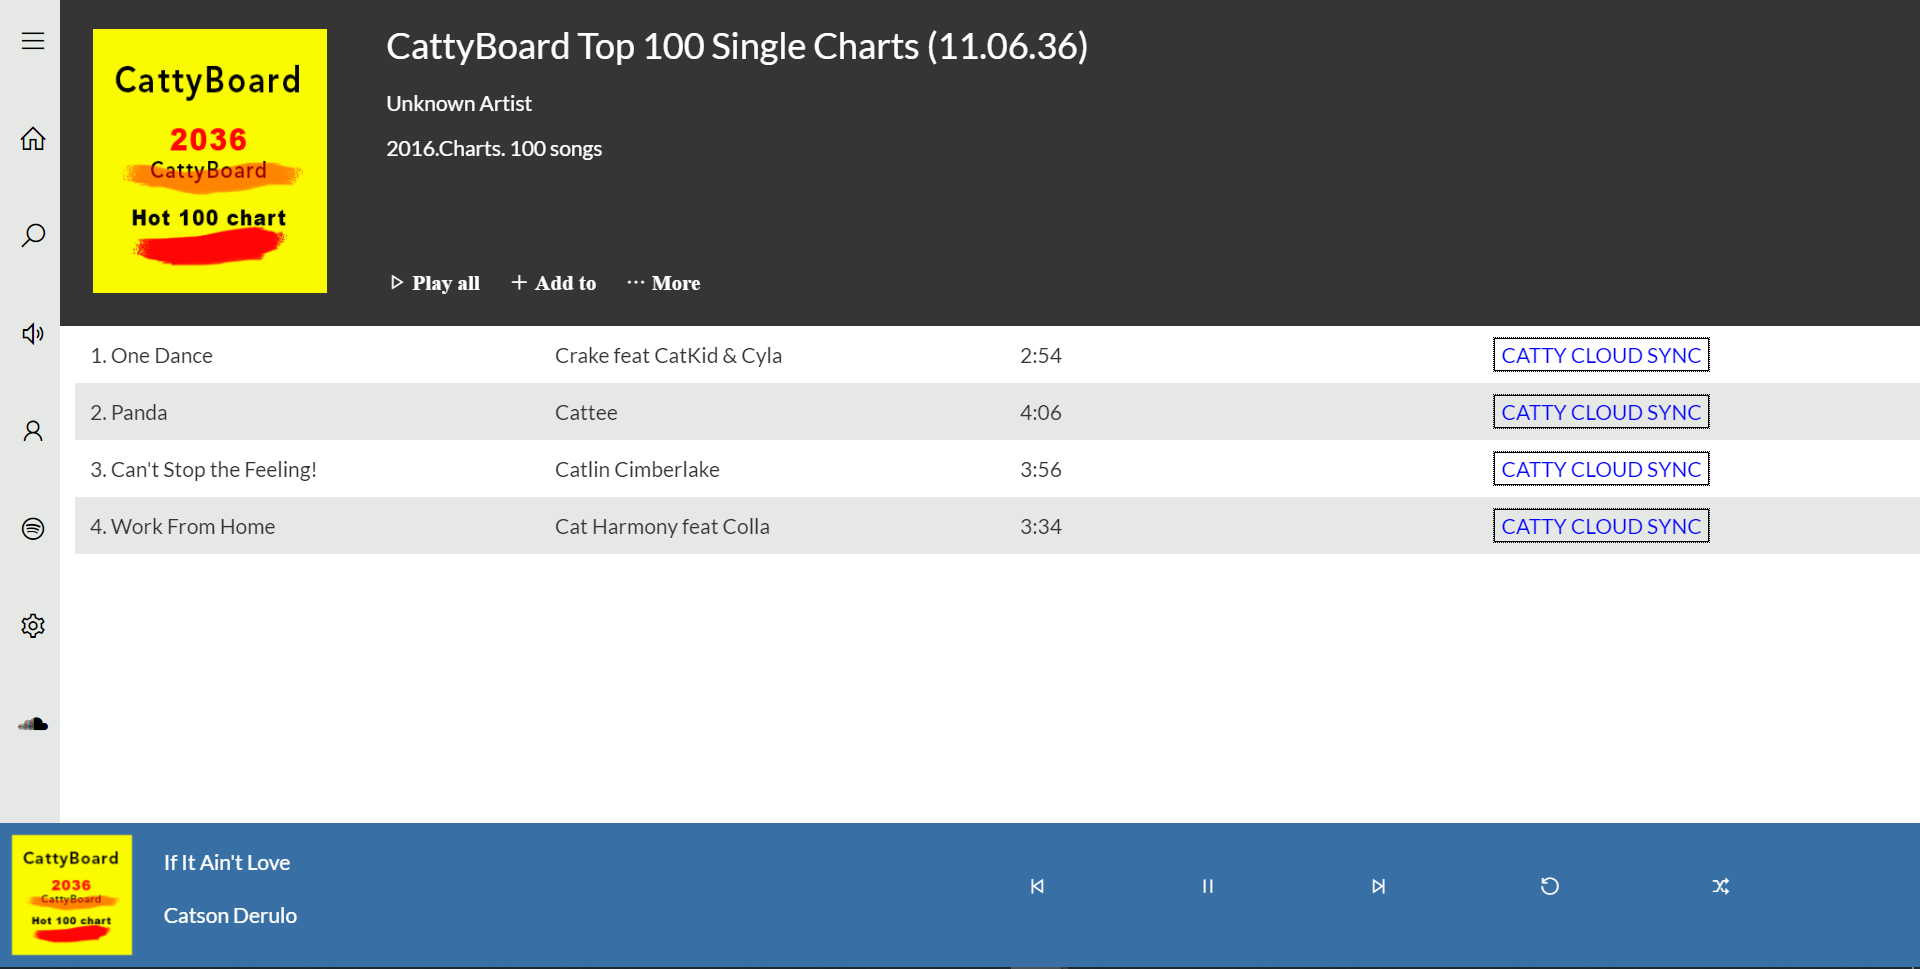 CattyBoard
2036
CattyBoard
Hot 100 chart
CattyBoard Top 100 Single Charts (11.06.36)
Unknown Artist
2016.Charts. 100 songs
Play all Add to More
1. One Dance Crake feat CatKid & Cyla 2:54 CATTY CLOUD SYNC
2. Panda Cattee 4:06 CATTY CLOUD SYNC
3. Can't Stop the Feeling! Catlin Cimberlake 3:56 CATTY CLOUD SYNC
4. Work From Home Cat Harmony feat Colla 3:34 CATTY CLOUD SYNC
CattyBoard
2036
CattyBoard
Hot 100 chart
If It Ain't Love
Catson Derulo